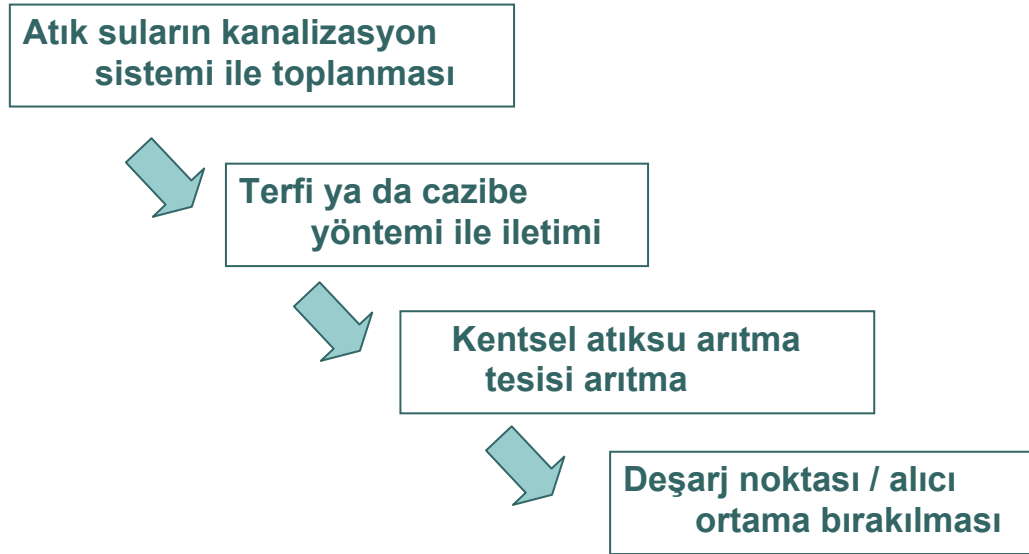 Atık suların kanalizasyon
sistemi ile toplanması
Terfi ya da cazibe
yöntemi ile iletimi
Kentsel atıksu arıtma
tesisi arıtma
Deşarj noktası / alıcı
ortama bırakılması